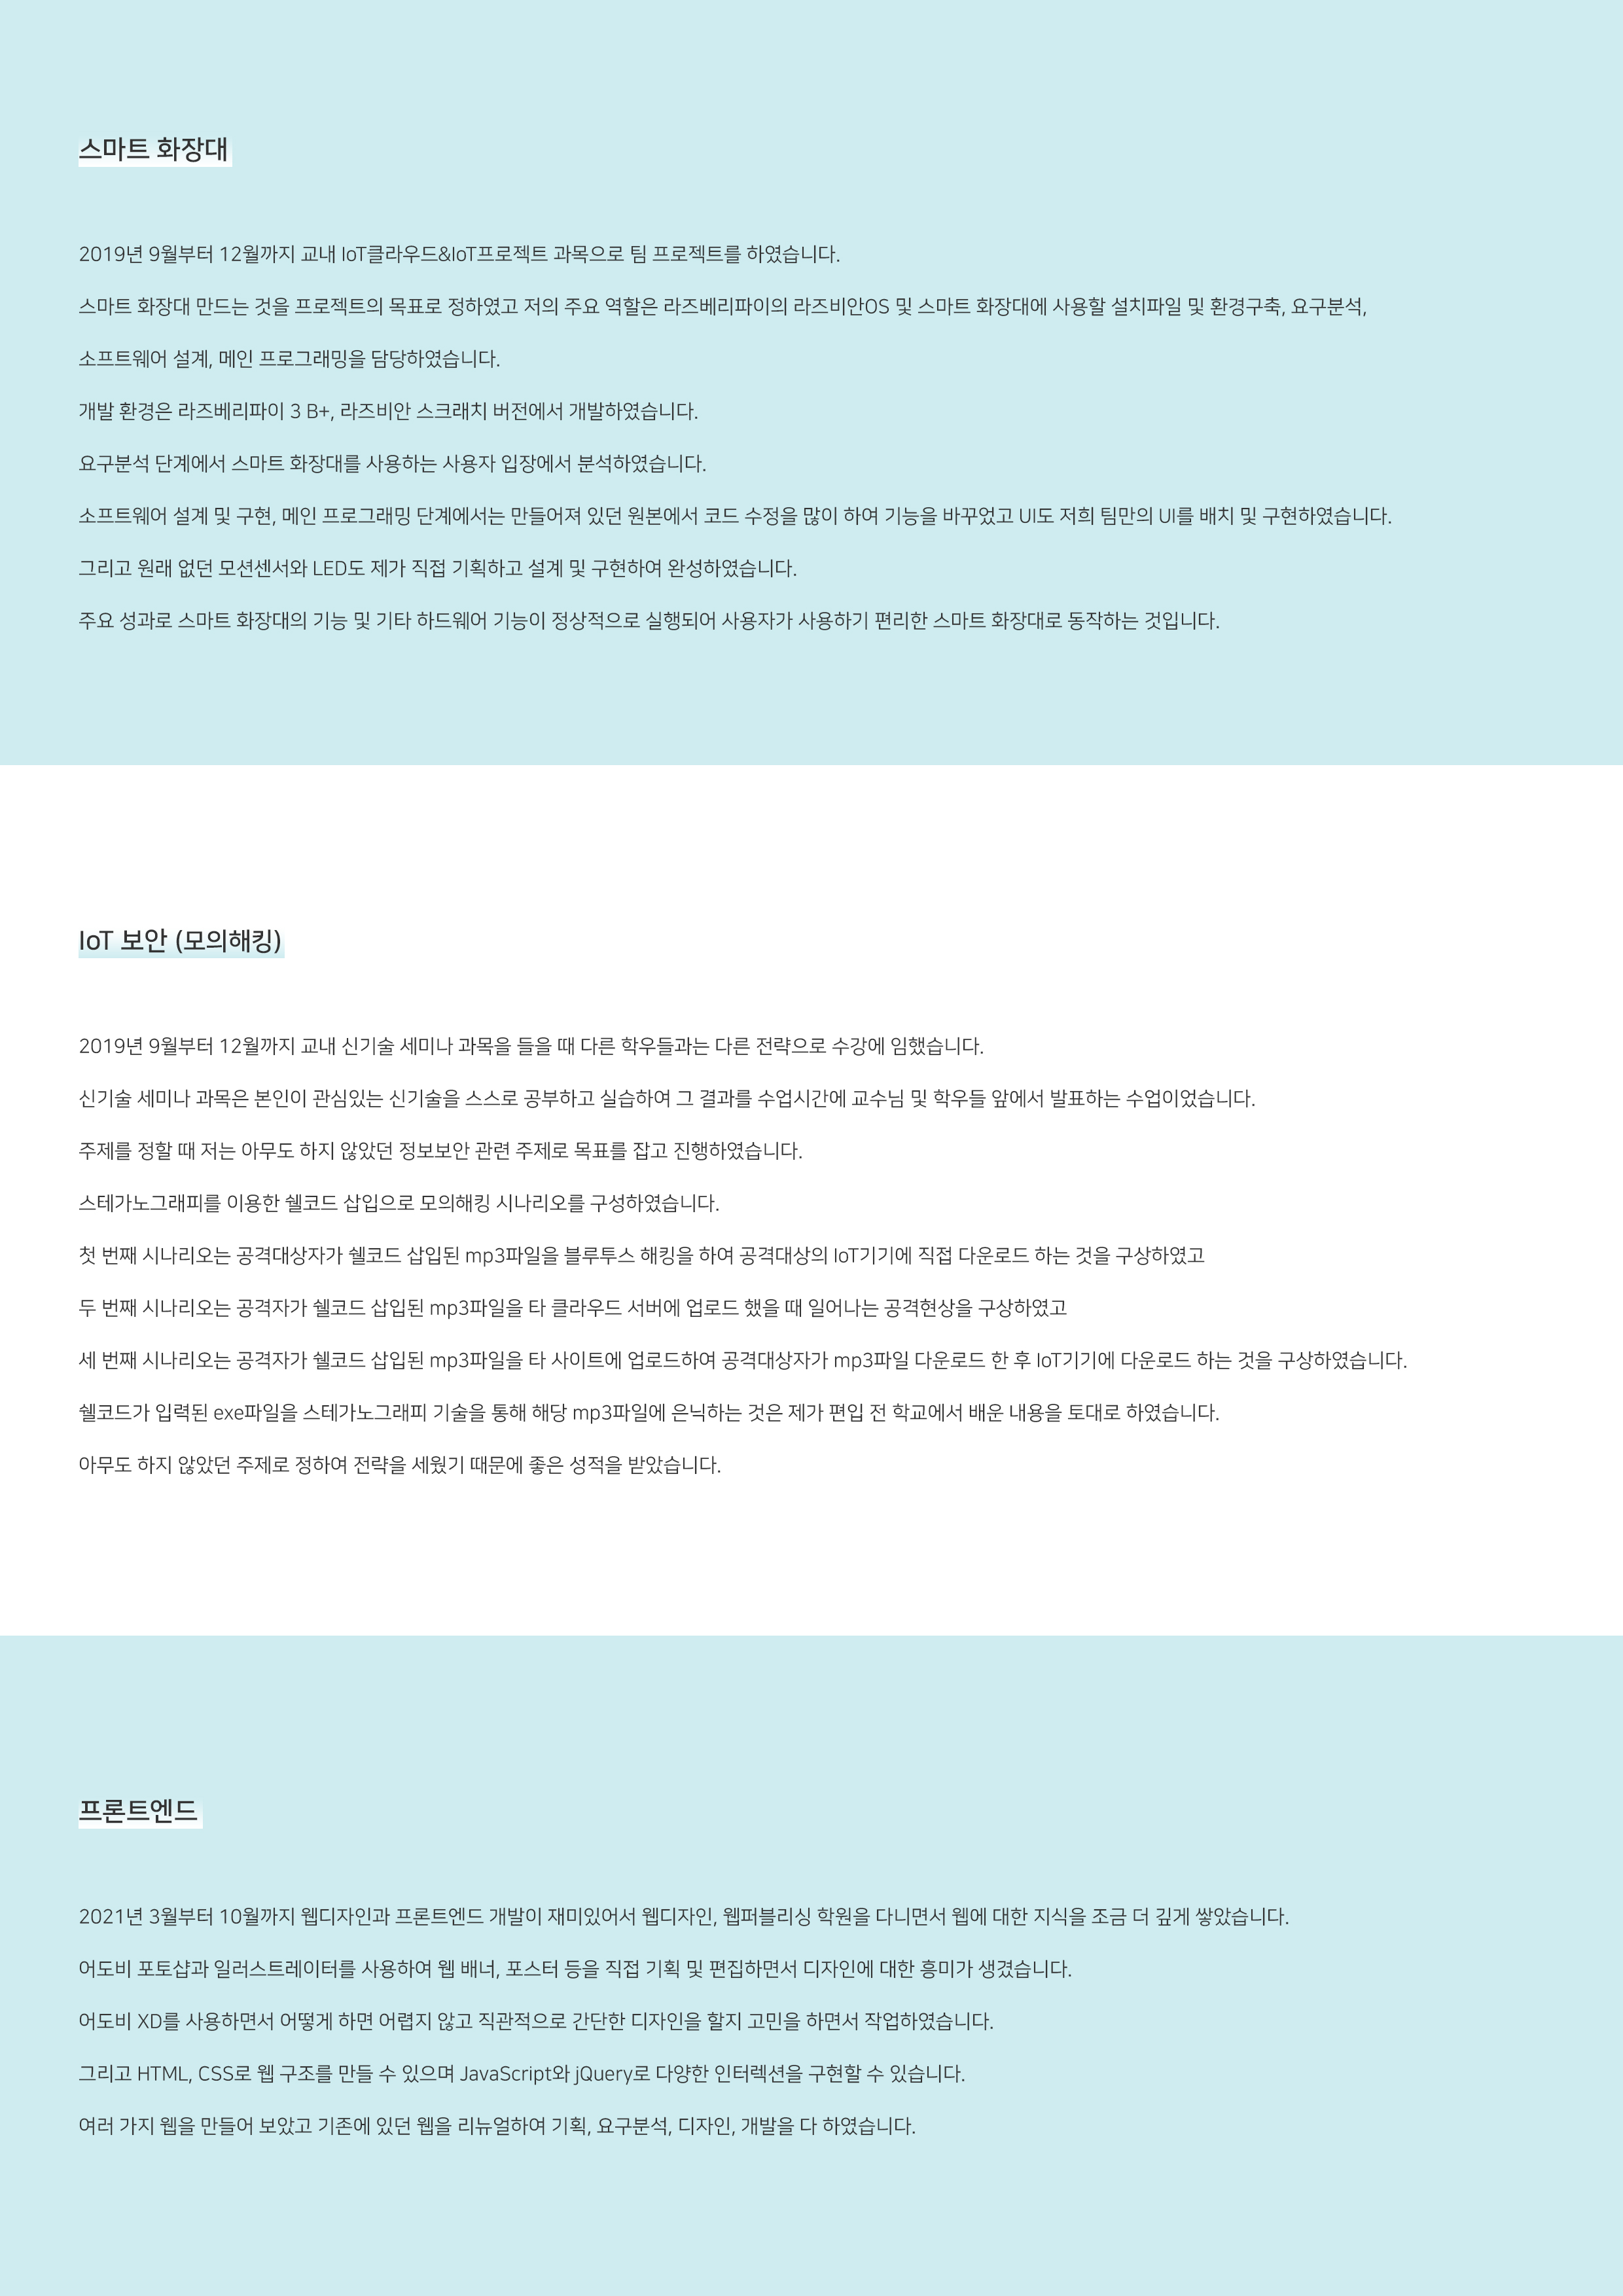 스마트 화장대
2019년 9월부터 12월까지 교내 IoT클라우드&IoT프로젝트 과목으로 팀 프로젝트를 하였습니다.
스마트 화장대 만드는 것을 프로젝트의 목표로 정하였고 저의 주요 역할은 라즈베리파이의 라즈비안OS 및 스마트 화장대에 사용할 설치파일 및 환경구축, 요구분석,
소프트웨어 설계, 메인 프로그래밍을 담당하였습니다.
개발 환경은 라즈베리파이 3 B+, 라즈비안 스크래치 버전에서 개발하였습니다.
요구분석 단계에서 스마트 화장대를 사용하는 사용자 입장에서 분석하였습니다.
소프트웨어 설계 및 구현, 메인 프로그래밍 단계에서는 만들어져 있던 원본에서 코드 수정을 많이 하여 기능을 바꾸었고 UI도 저희 팀만의 UI를 배치 및 구현하였습니다.
그리고 원래 없던 모션센서와 LED도 제가 직접 기획하고 설계 및 구현하여 완성하였습니다.
주요 성과로 스마트 화장대의 기능 및 기타 하드웨어 기능이 정상적으로 실행되어 사용자가 사용하기 편리한 스마트 화장대로 동작하는 것입니다.
IoT 보안 (모의해킹)
2019년 9월부터 12월까지 교내 신기술 세미나 과목을 들을 때 다른 학우들과는 다른 전략으로 수강에 임했습니다.
신기술 세미나 과목은 본인이 관심있는 신기술을 스스로 공부하고 실습하여 그 결과를 수업시간에 교수님 및 학우들 앞에서 발표하는 수업이었습니다.
주제를 정할 때 저는 아무도 하지 않았던 정보보안 관련 주제로 목표를 잡고 진행하였습니다.
스테가노그래피를 이용한 쉘코드 삽입으로 모의해킹 시나리오를 구성하였습니다.
첫 번째 시나리오는 공격대상자가 쉘코드 삽입된 mp3파일을 블루투스 해킹을 하여 공격대상의 IoT기기에 직접 다운로드 하는 것을 구상하였고
두 번째 시나리오는 공격자가 쉘코드 삽입된 mp3파일을 타 클라우드 서버에 업로드 했을 때 일어나는 공격현상을 구상하였고
세 번째 시나리오는 공격자가 쉘코드 삽입된 mp3파일을 타 사이트에 업로드하여 공격대상자가 mp3파일 다운로드 한 후 IoT기기에 다운로드 하는 것을 구상하였습니다.
쉘코드가 입력된 exe파일을 스테가노그래피 기술을 통해 해당 mp3파일에 은닉하는 것은 제가 편입 전 학교에서 배운 내용을 토대로 하였습니다.
아무도 하지 않았던 주제로 정하여 전략을 세웠기 때문에 좋은 성적을 받았습니다.
프론트엔드
2021년 3월부터 10월까지 웹디자인과 프론트엔드 개발이 재미있어서 웹디자인, 웹퍼블리싱 학원을 다니면서 웹에 대한 지식을 조금 더 깊게 쌓았습니다.
어도비 포토샵과 일러스트레이터를 사용하여 웹 배너, 포스터 등을 직접 기획 및 편집하면서 디자인에 대한 흥미가 생겼습니다.
어도비 XD를 사용하면서 어떻게 하면 어렵지 않고 직관적으로 간단한 디자인을 할지 고민을 하면서 작업하였습니다.
그리고 HTML, CSS로 웹 구조를 만들 수 있으며 JavaScript와 jQuery로 다양한 인터렉션을 구현할 수 있습니다.
여러 가지 웹을 만들어 보았고 기존에 있던 웹을 리뉴얼하여 기획, 요구분석, 디자인, 개발을 다 하였습니다.